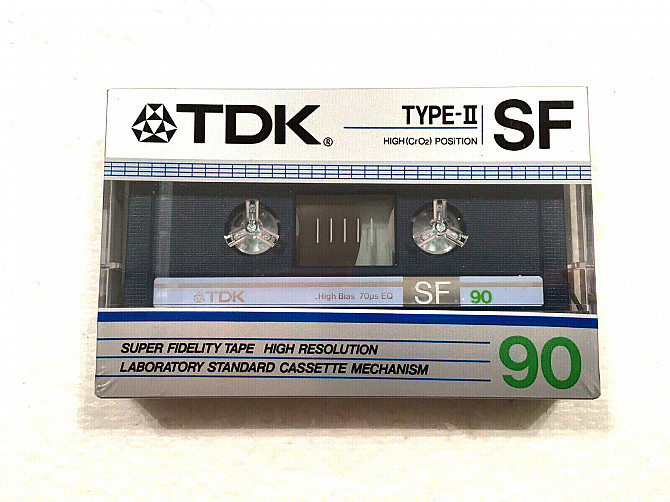 TDK®
TYPE-II
HIGH (CrO2) POSITION
SF
TDK
High Bias 70µs EQ
SF
90
SUPER FIDELITY TAPE HIGH RESOLUTION
LABORATORY STANDARD CASSETTE MECHANISM
90